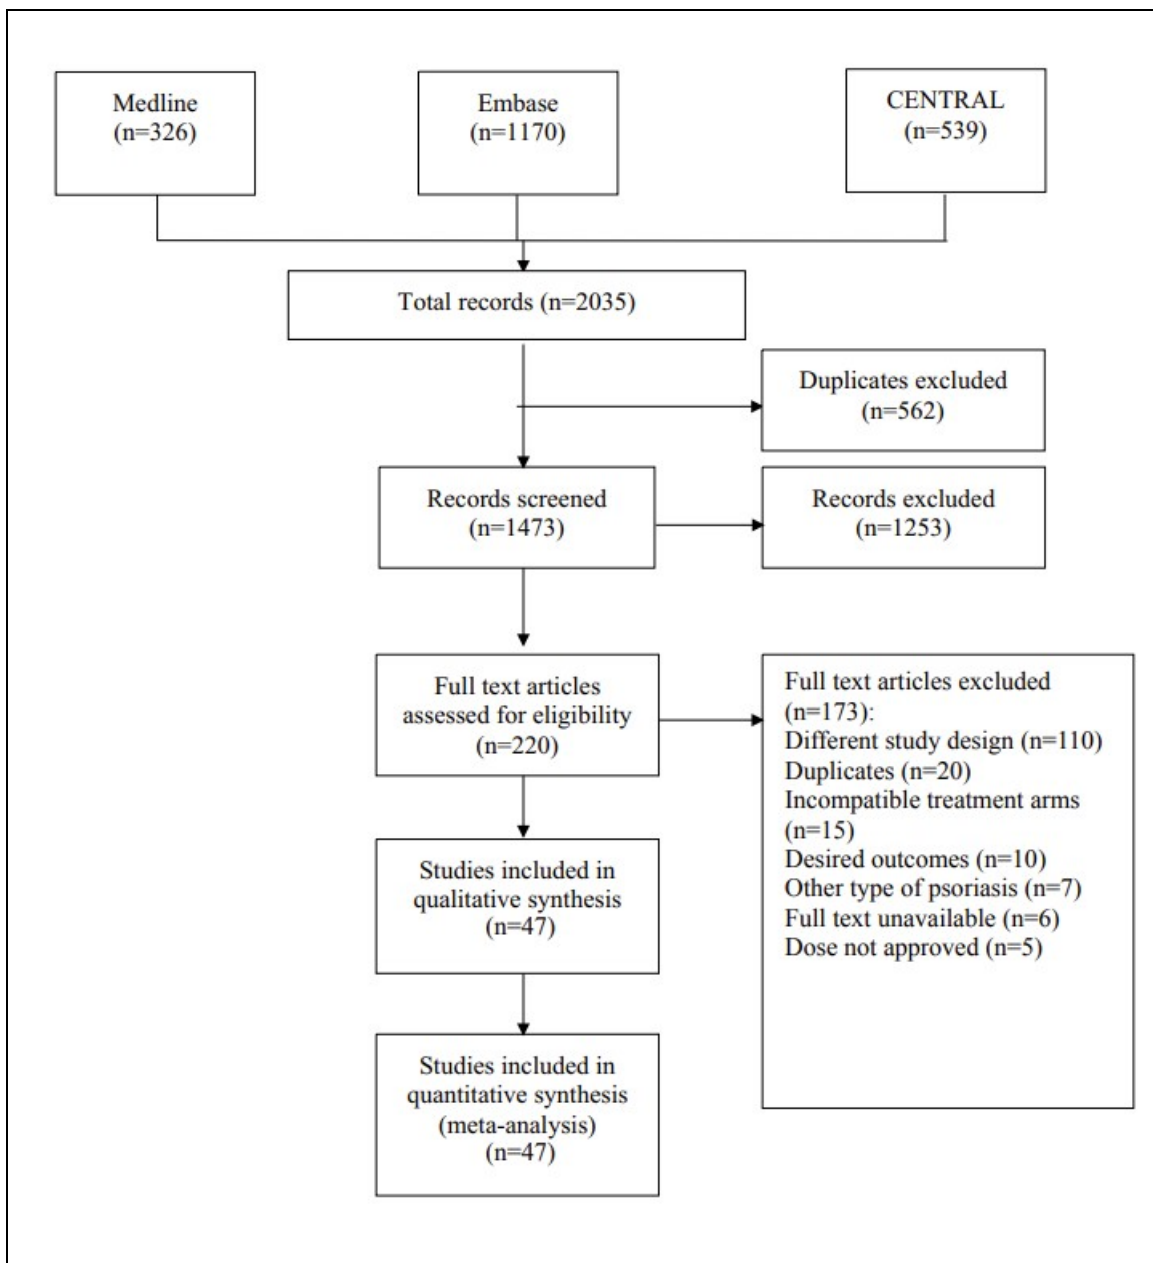 Medline
(n=326)
Embase
(n=1170)
CENTRAL
(n=539)
Total records (n=2035)
Duplicates excluded
(n=562)
Records screened
(n=1473)
Records excluded
(n=1253)
Full text articles
assessed for eligibility
(n=220)
Full text articles excluded
(n=173):
Different study design (n=110)
Duplicates (n=20)
Incompatible treatment arms
(n=15)
Desired outcomes (n=10)
Other type of psoriasis (n=7)
Full text unavailable (n=6)
Dose not approved (n=5)
Studies included in
qualitative synthesis
(n=47)
Studies included in
quantitative synthesis
(meta-analysis)
(n=47)